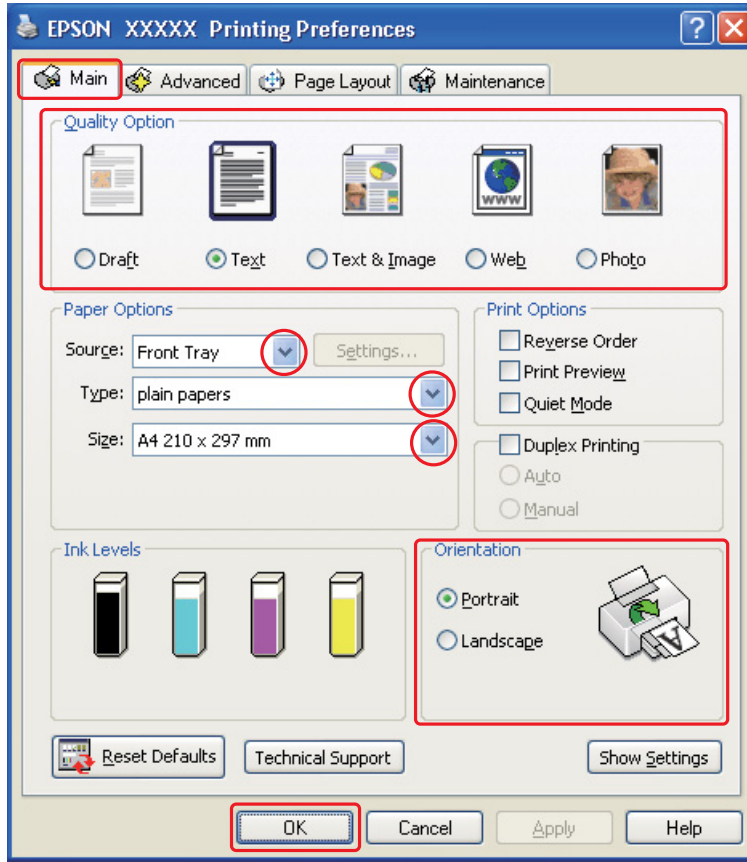 EPSON XXXXX Printing Preferences
Main Advanced Page Layout Maintenance
Quality Option
WWW
Draft Text Text & Image Web Photo
Paper Options
Source: Front Tray Settings...
Type: plain papers
Size: A4 210 x 297 mm
Print Options
Reverse Order
Print Preview
Quiet Mode
Duplex Printing
Auto
Manual
Ink Levels
Orientation
Portrait
Landscape
A
Reset Defaults Technical Support Show Settings
OK Cancel Apply Help